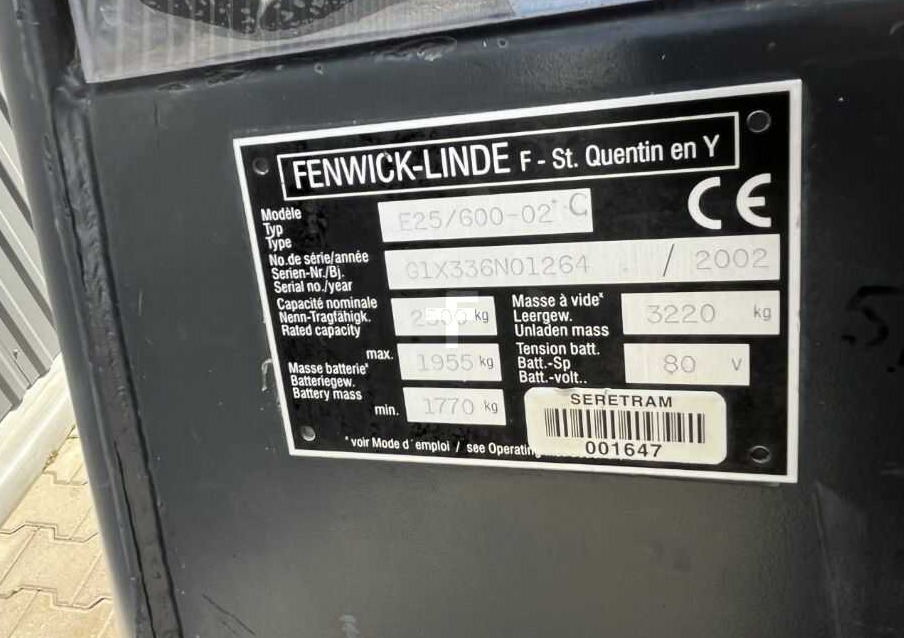 FENWICK-LINDE F - St. Quentin en Y
CE
Modèle
Typ
Type
E25/600-02* C
No.de série/année
Serien-Nr./Bj.
Serial no./year
G1X336N01264 / 2002
Capacité nominale
Nenn-Tragfähigk.
Rated capacity
2500 kg
Masse à vide*
Leergew.
Unladen mass
3220 kg
max.
1955 kg
Masse batterie*
Batteriegew.
Battery mass
min. 1770 kg
Tension batt.
Batt.-Sp
Batt.-volt..
80 V
* voir Mode d'emploi / see Operating
SERETRAM
001647